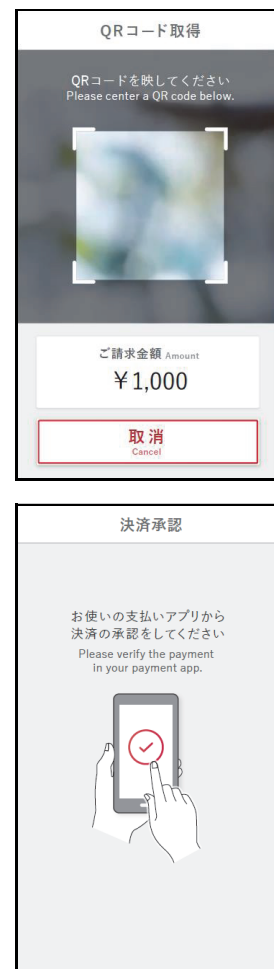 QRコード取得
QRコードを映してください
Please center a QR code below.
ご請求金額 Amount
￥1,000
取消
Cancel
決済承認
お使いの支払いアプリから
決済の承認をしてください
Please verify the payment
in your payment app.